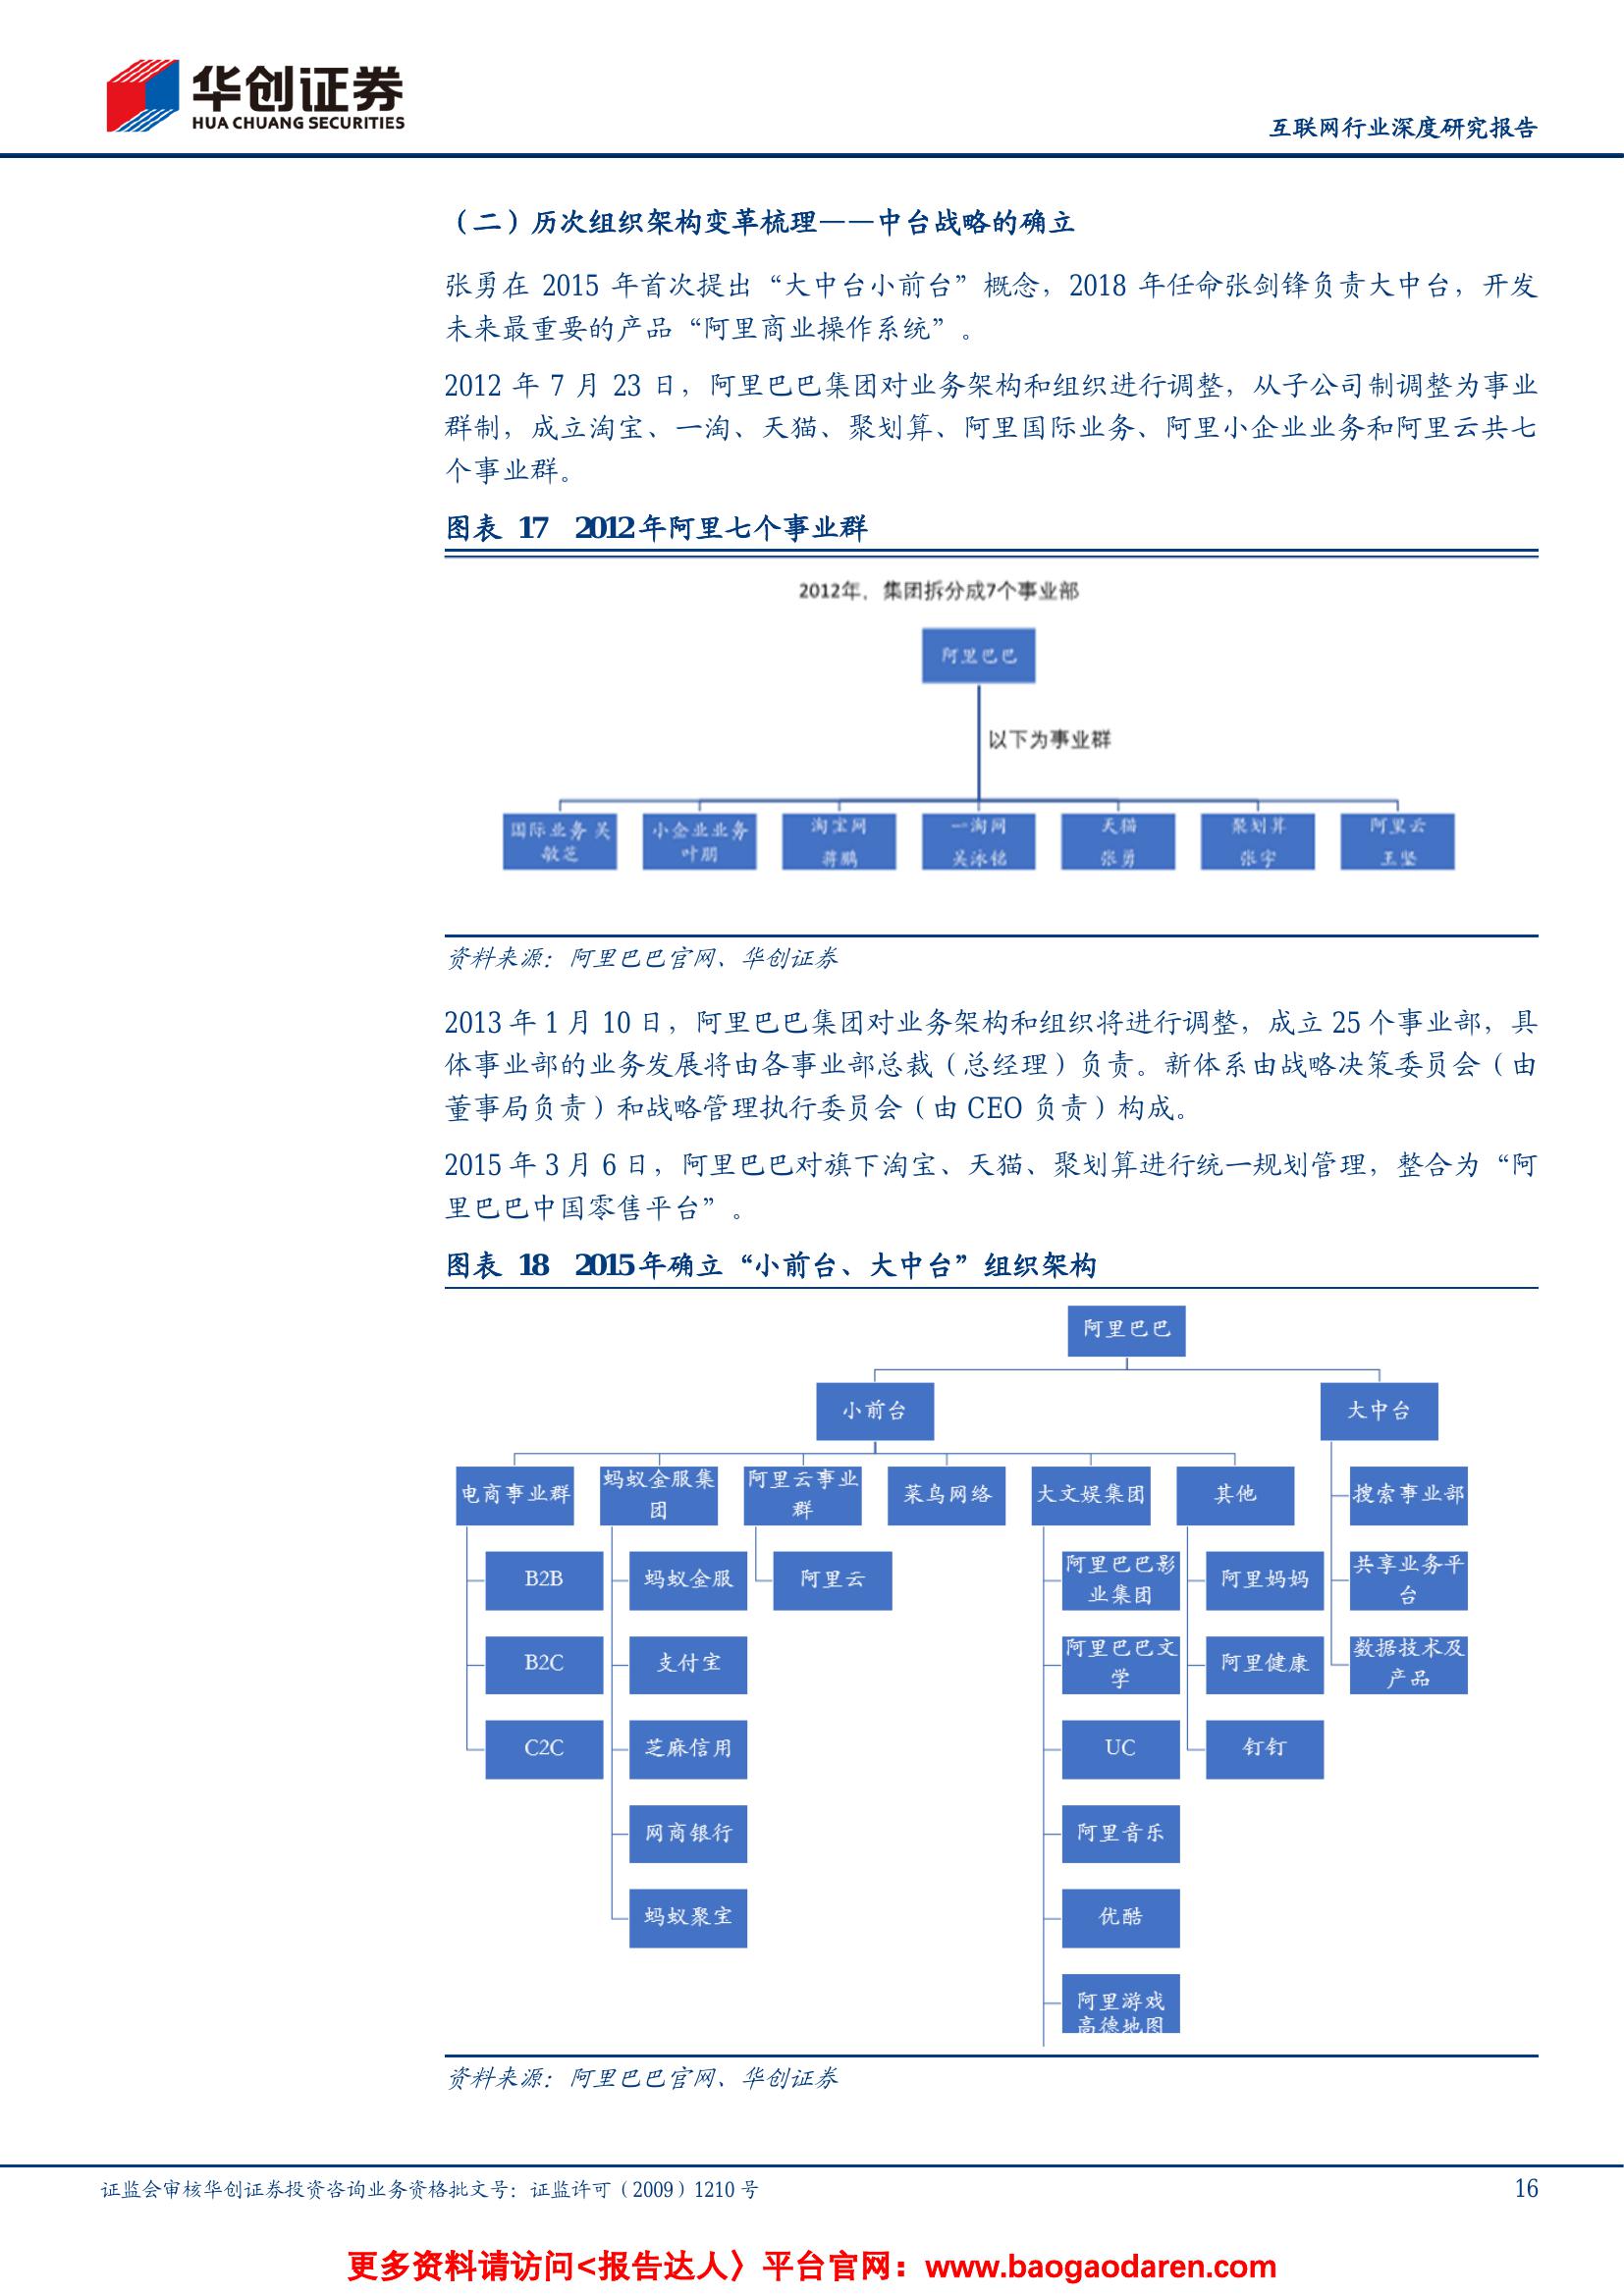 华创证券
HUA CHUANG SECURITIES
互联网行业深度研究报告
（二）历次组织架构变革梳理——中台战略的确立
张勇在 2015 年首次提出“大中台小前台”概念，2018 年任命张剑锋负责大中台，开发
未来最重要的产品“阿里商业操作系统”。
2012 年 7 月 23 日，阿里巴巴集团对业务架构和组织进行调整，从子公司制调整为事业
群制，成立淘宝、一淘、天猫、聚划算、阿里国际业务、阿里小企业业务和阿里云共七
个事业群。
图表 17 2012年阿里七个事业群
2012年，集团拆分成7个事业部
阿里巴巴
以下为事业群
国际业务 吴
敏芝
小企业业务
叶朋
淘宝网
蒋鹏
一淘网
吴泳铭
天猫
张勇
聚划算
张宇
阿里云
王坚
资料来源：阿里巴巴官网、华创证券
2013 年 1 月 10 日，阿里巴巴集团对业务架构和组织将进行调整，成立 25 个事业部，具
体事业部的业务发展将由各事业部总裁（总经理）负责。新体系由战略决策委员会（由
董事局负责）和战略管理执行委员会（由 CEO 负责）构成。
2015 年 3 月 6 日，阿里巴巴对旗下淘宝、天猫、聚划算进行统一规划管理，整合为“阿
里巴巴中国零售平台”。
图表 18 2015年确立“小前台、大中台”组织架构
阿里巴巴
小前台
大中台
电商事业群
蚂蚁金服集
团
阿里云事业
群
菜鸟网络
大文娱集团
其他
搜索事业部
B2B
蚂蚁金服
阿里云
阿里巴巴影
业集团
阿里妈妈
共享业务平
台
B2C
支付宝
阿里巴巴文
学
阿里健康
数据技术及
产品
C2C
芝麻信用
UC
钉钉
网商银行
阿里音乐
蚂蚁聚宝
优酷
阿里游戏
高德地图
资料来源：阿里巴巴官网、华创证券
证监会审核华创证券投资咨询业务资格批文号：证监许可（2009）1210 号
16
更多资料请访问<报告达人〉平台官网：www.baogaodaren.com